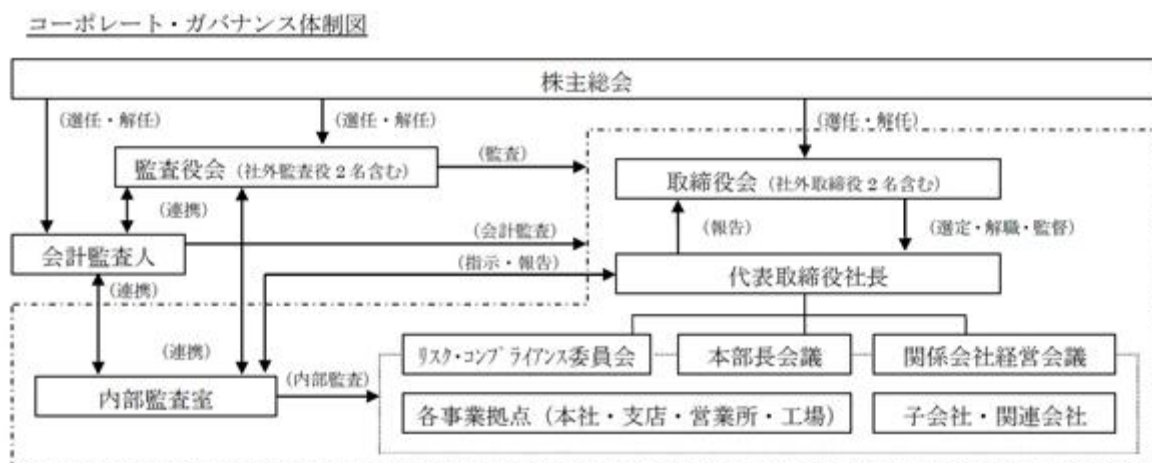 コーポレート・ガバナンス体制図
株主総会
(選任・解任)
(選任・解任)
(選任・解任)
監査役会 (社外監査役2名含む)
(監査)
取締役会 (社外取締役2名含む)
(連携)
(報告)
(選定・解職・監督)
会計監査人
(会計監査)
(指示・報告)
代表取締役社長
(連携)
(連携)
リスク・コンプライアンス委員会
本部長会議
関係会社経営会議
内部監査室
(内部監査)
各事業拠点（本社・支店・営業所・工場）
子会社・関連会社